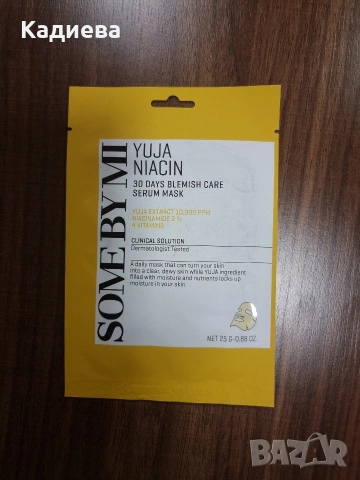 Кадиева
SOME BY MI
YUJA
NIACIN
30 DAYS BLEMISH CARE
SERUM MASK
YUJA EXTRACT 10,000 PPM
NIACINAMIDE 2 %
4 VITAMINS
CLINICAL SOLUTION
Dermatologist Tested
A daily mask that can turn your skin
into a clear, dewy skin while YUJA ingredient
filled with moisture and nutrients locks up
moisture in your skin.
NET 25 G-0.88 OZ.
BAZAR